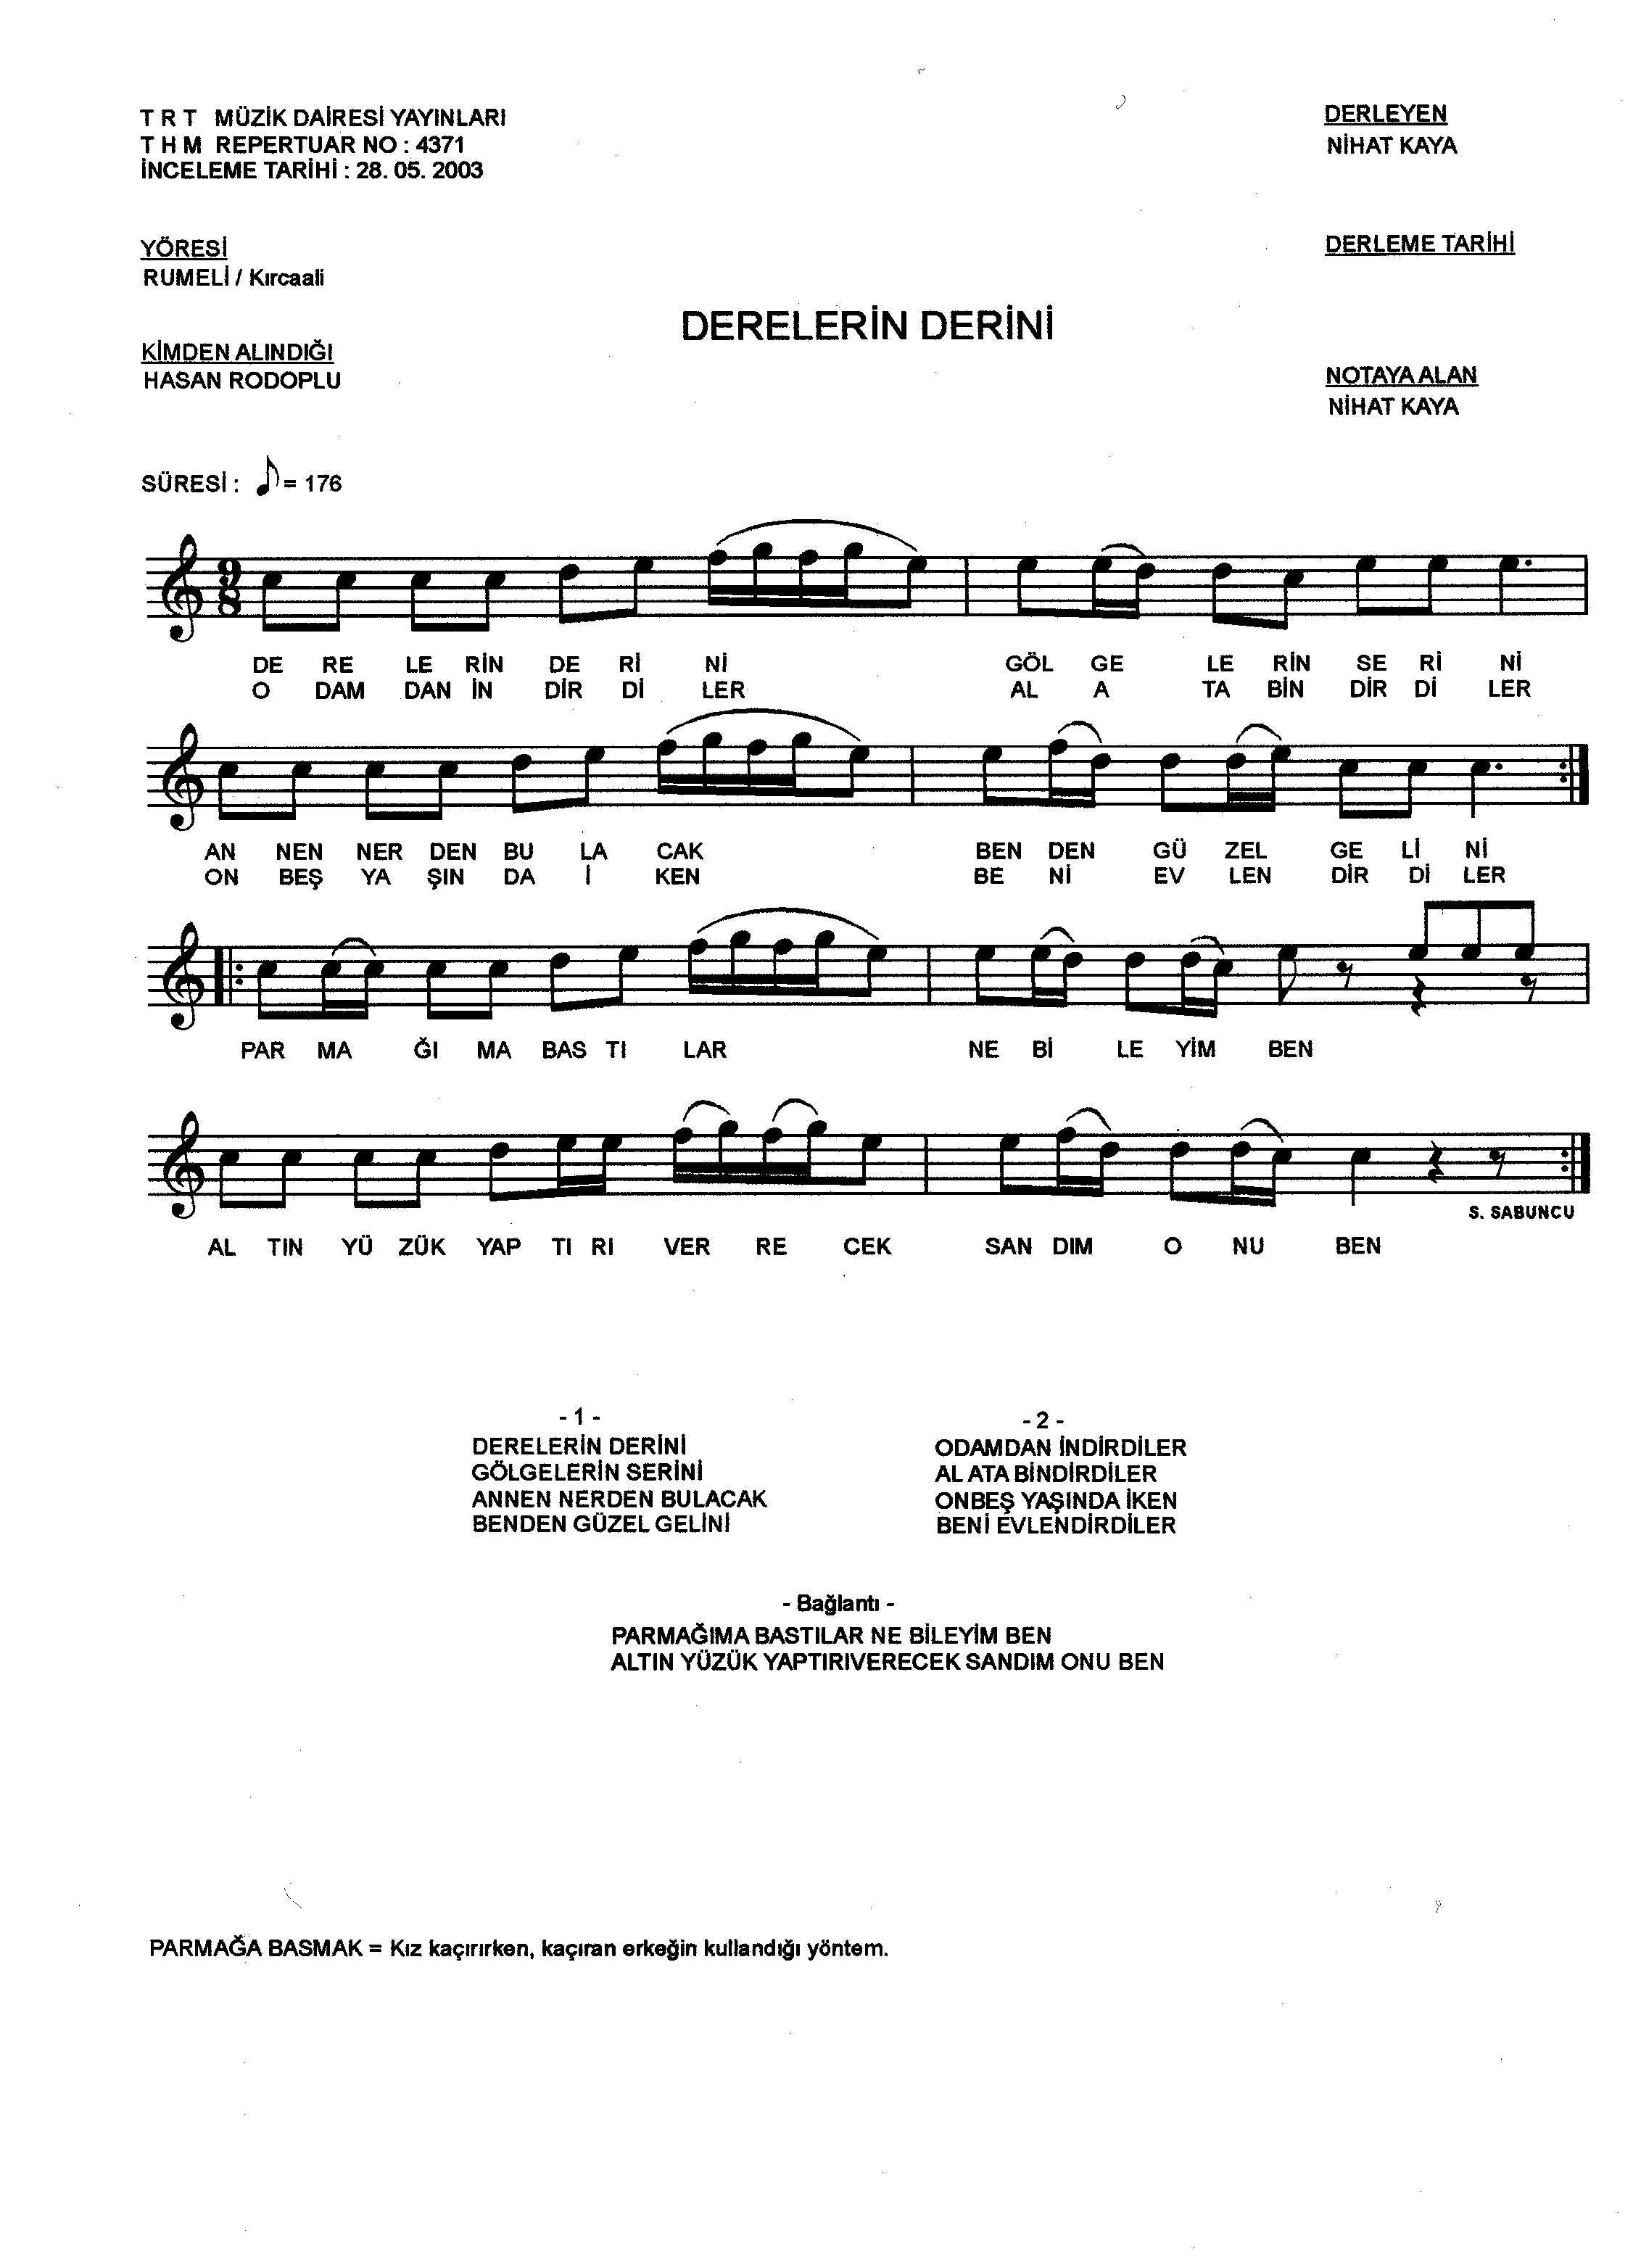 T R T MÜZİK DAİRESİ YAYINLARI
T H M REPERTUAR NO : 4371
İNCELEME TARİHİ : 28. 05. 2003
DERLEYEN
NİHAT KAYA
YÖRESİ
RUMELİ / Kırcaali
DERLEME TARİHİ
DERELERİN DERİNİ
KİMDEN ALINDIĞI
HASAN RODOPLU
NOTAYA ALAN
NİHAT KAYA
SÜRESİ : ♪ = 176
9
8
DE RE LE RİN DE Rİ Nİ GÖL GE LE RİN SE Rİ Nİ
O DAM DAN İN DİR Dİ LER AL A TA BİN DİR Dİ LER
AN NEN NER DEN BU LA CAK BEN DEN GÜ ZEL GE Lİ Nİ
ON BEŞ YA ŞIN DA İ KEN BE Nİ EV LEN DİR Dİ LER
PAR MA ĞI MA BAS TI LAR NE Bİ LE YİM BEN
S. SABUNCU
AL TIN YÜ ZÜK YAP TI RI VER RE CEK SAN DIM O NU BEN
- 1 -
DERELERİN DERİNİ
GÖLGELERİN SERİNİ
ANNEN NERDEN BULACAK
BENDEN GÜZEL GELİNİ
- 2 -
ODAMDAN İNDİRDİLER
AL ATA BİNDİRDİLER
ONBEŞ YAŞINDA İKEN
BENİ EVLENDİRDİLER
- Bağlantı -
PARMAĞIMA BASTILAR NE BİLEYİM BEN
ALTIN YÜZÜK YAPTIRIVERECEK SANDIM ONU BEN
PARMAĞA BASMAK = Kız kaçırırken, kaçıran erkeğin kullandığı yöntem.